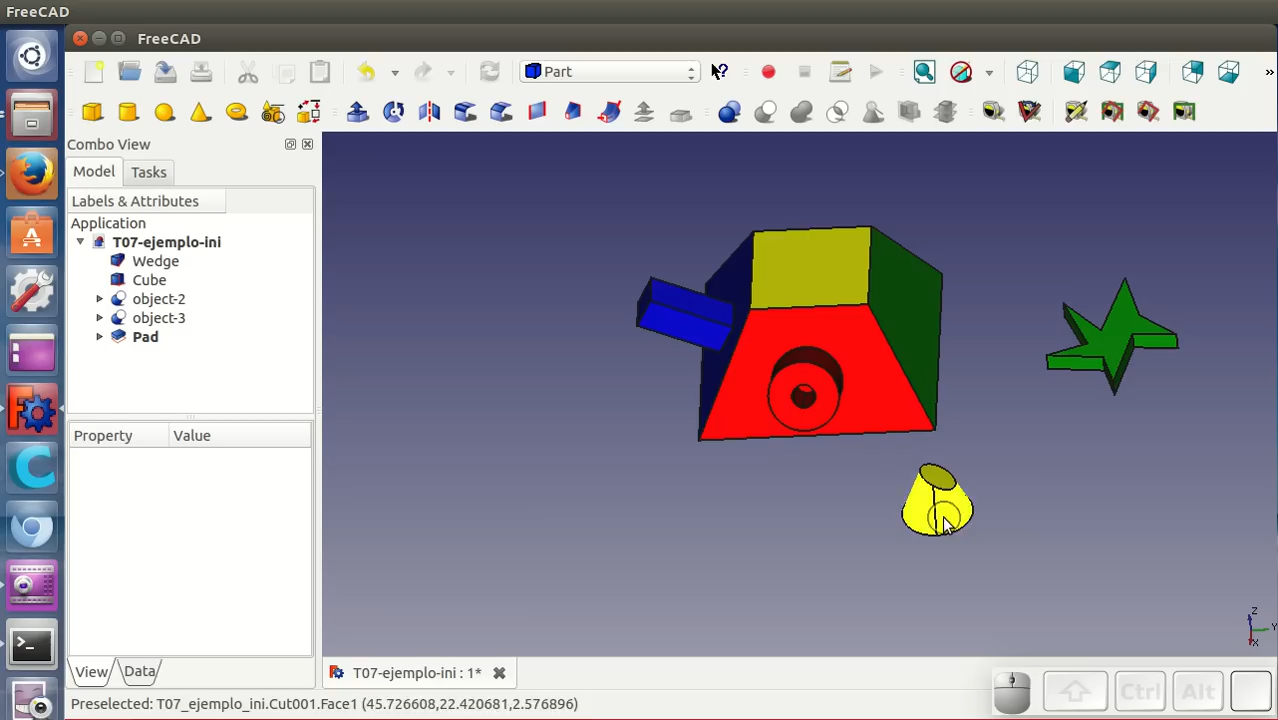 FreeCAD
FreeCAD
Part
»
Combo View
Model
Tasks
Labels & Attributes
Application
T07-ejemplo-ini
Wedge
Cube
object-2
object-3
Pad
Property
Value
View
Data
T07-ejemplo-ini : 1*
Z
Y
X
Ctrl
Alt
Preselected: T07_ejemplo_ini.Cut001.Face1 (45.726608,22.420681,2.576896)